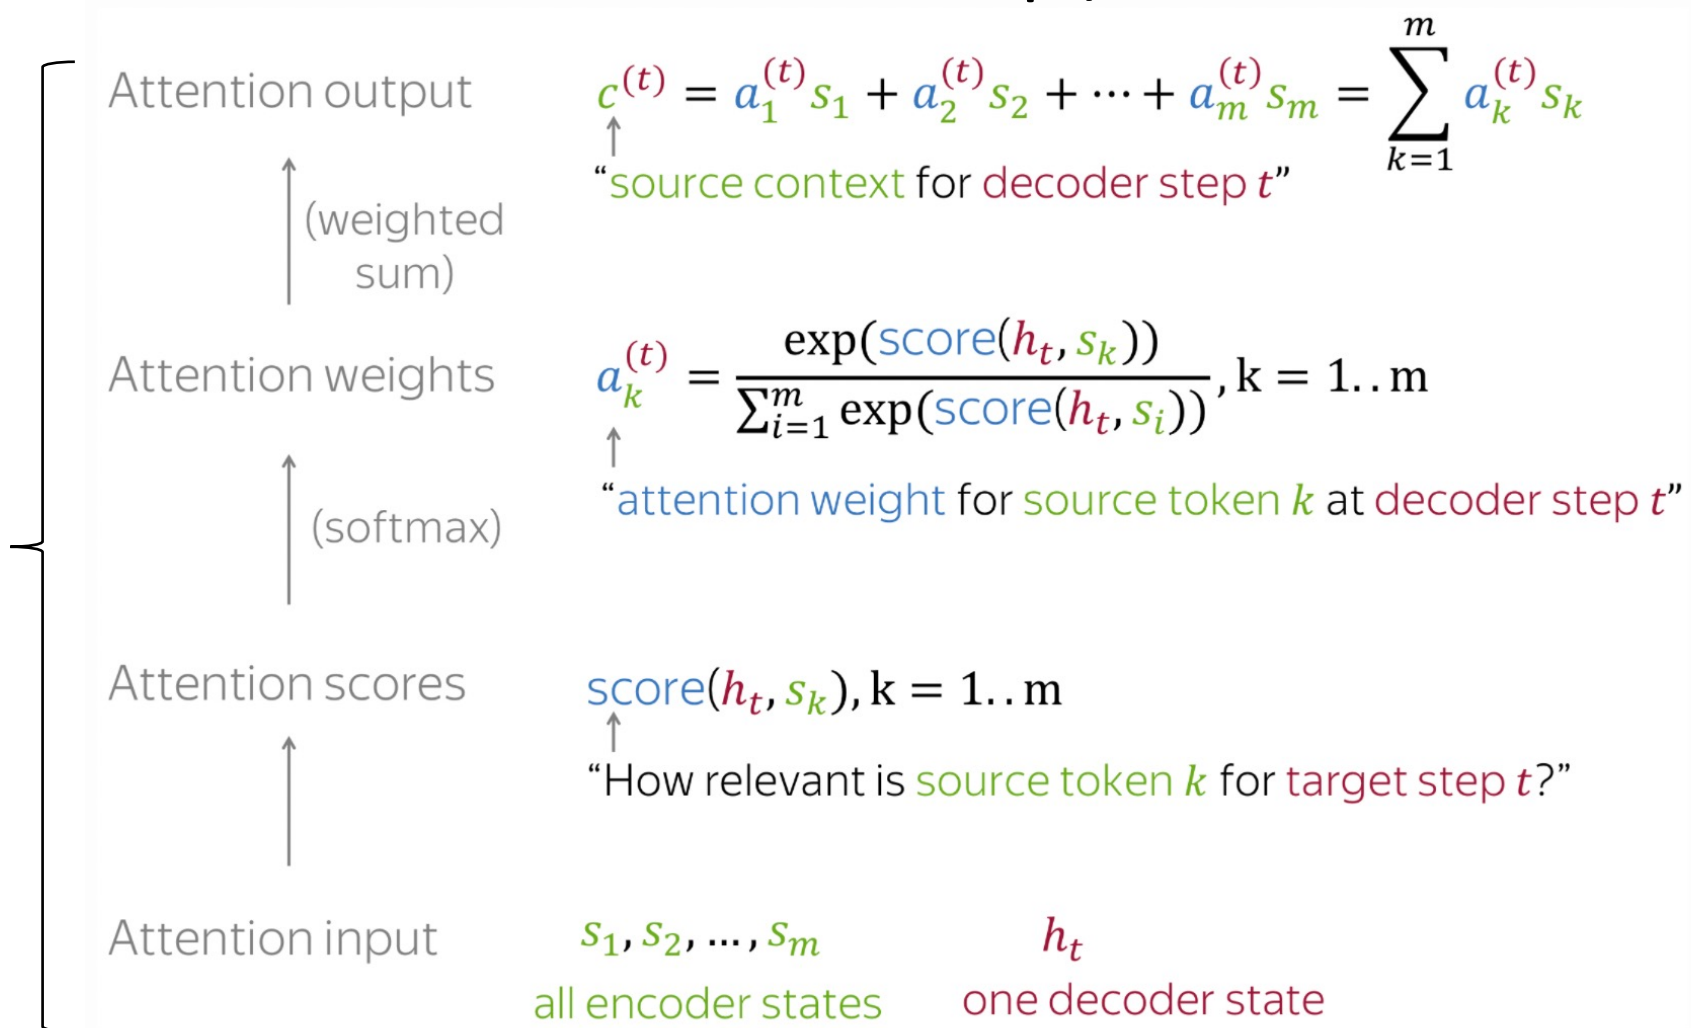 Attention output c^(t) = a_1^(t) s_1 + a_2^(t) s_2 + ⋯ + a_m^(t) s_m = ∑_{k=1}^{m} a_k^(t) s_k
“source context for decoder step t”
(weighted
sum)
Attention weights a_k^(t) = exp(score(h_t, s_k)) / ∑_{i=1}^{m} exp(score(h_t, s_i)), k = 1..m
“attention weight for source token k at decoder step t”
(softmax)
Attention scores score(h_t, s_k), k = 1..m
“How relevant is source token k for target step t?”
Attention input s_1, s_2, …, s_m h_t
all encoder states one decoder state